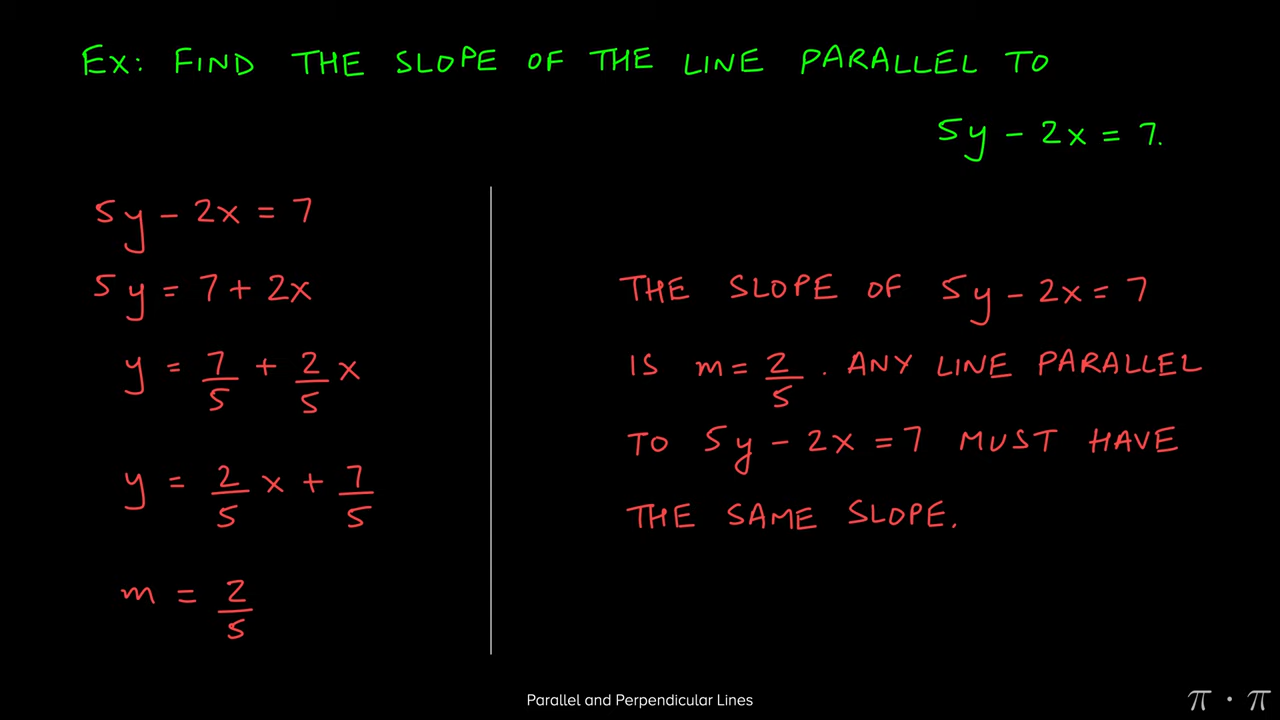 Ex: FIND THE SLOPE OF THE LINE PARALLEL TO
5y - 2x = 7.
5y - 2x = 7
5y = 7 + 2x
y = 7/5 + 2/5 x
y = 2/5 x + 7/5
m = 2/5
THE SLOPE OF 5y - 2x = 7
IS m = 2/5 . ANY LINE PARALLEL
TO 5y - 2x = 7 MUST HAVE
THE SAME SLOPE.
Parallel and Perpendicular Lines
π · π